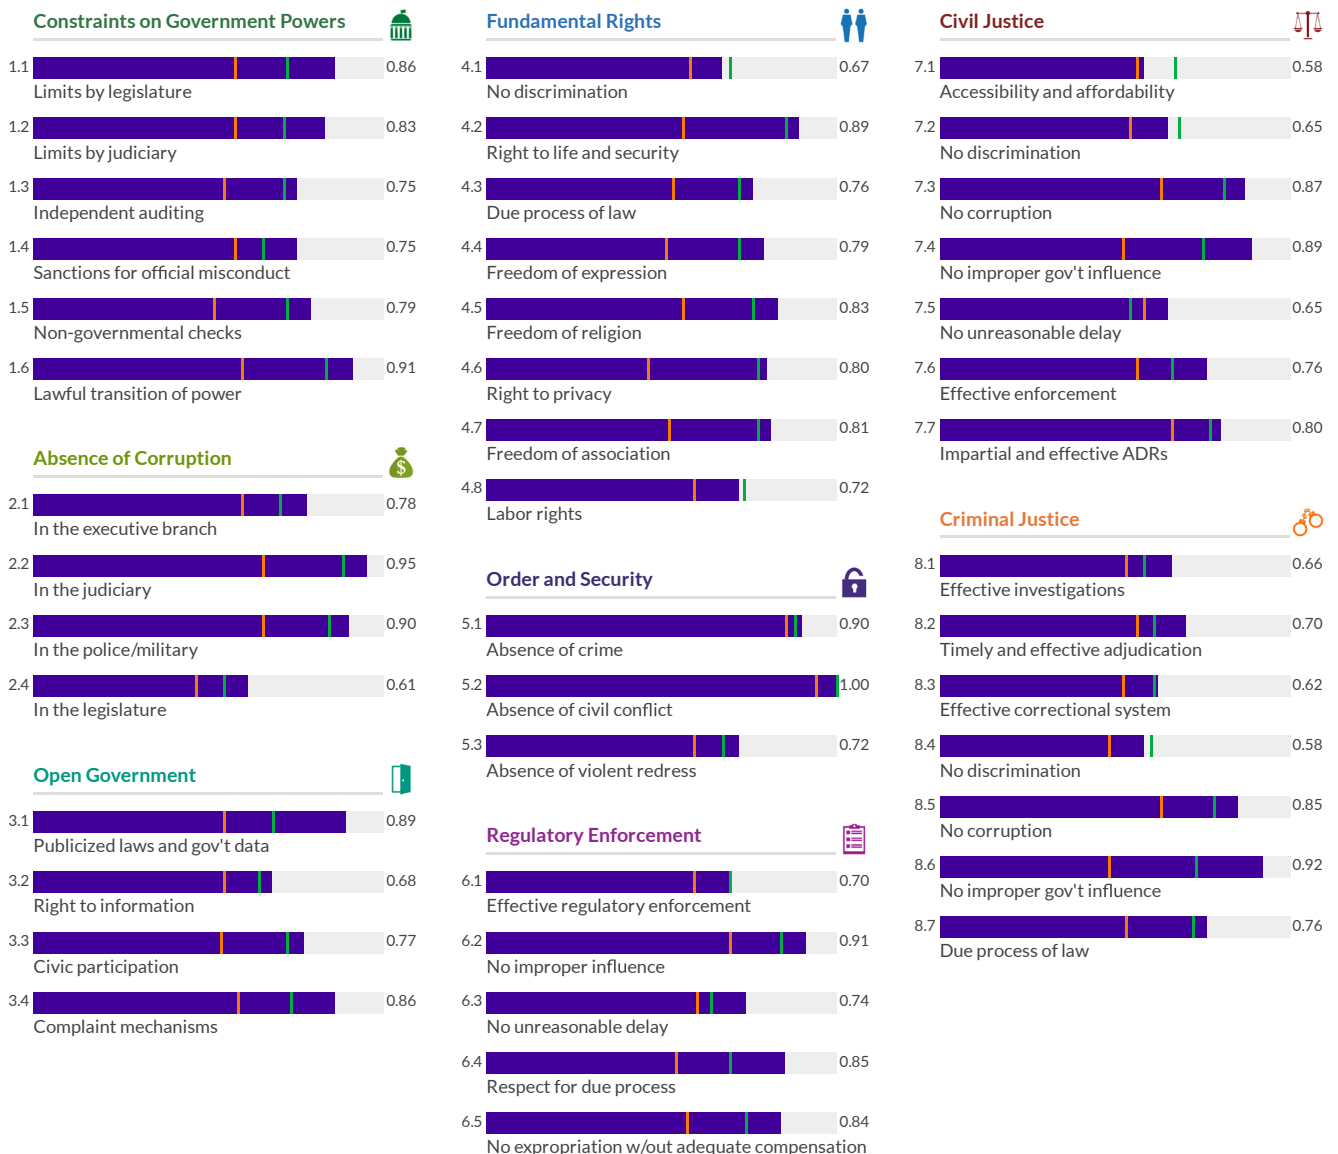 Constraints on Government Powers
1.1 0.86
Limits by legislature
1.2 0.83
Limits by judiciary
1.3 0.75
Independent auditing
1.4 0.75
Sanctions for official misconduct
1.5 0.79
Non-governmental checks
1.6 0.91
Lawful transition of power
Absence of Corruption
$
2.1 0.78
In the executive branch
2.2 0.95
In the judiciary
2.3 0.90
In the police/military
2.4 0.61
In the legislature
Open Government
3.1 0.89
Publicized laws and gov't data
3.2 0.68
Right to information
3.3 0.77
Civic participation
3.4 0.86
Complaint mechanisms
Fundamental Rights
4.1 0.67
No discrimination
4.2 0.89
Right to life and security
4.3 0.76
Due process of law
4.4 0.79
Freedom of expression
4.5 0.83
Freedom of religion
4.6 0.80
Right to privacy
4.7 0.81
Freedom of association
4.8 0.72
Labor rights
Order and Security
5.1 0.90
Absence of crime
5.2 1.00
Absence of civil conflict
5.3 0.72
Absence of violent redress
Regulatory Enforcement
6.1 0.70
Effective regulatory enforcement
6.2 0.91
No improper influence
6.3 0.74
No unreasonable delay
6.4 0.85
Respect for due process
6.5 0.84
No expropriation w/out adequate compensation
Civil Justice
7.1 0.58
Accessibility and affordability
7.2 0.65
No discrimination
7.3 0.87
No corruption
7.4 0.89
No improper gov't influence
7.5 0.65
No unreasonable delay
7.6 0.76
Effective enforcement
7.7 0.80
Impartial and effective ADRs
Criminal Justice
8.1 0.66
Effective investigations
8.2 0.70
Timely and effective adjudication
8.3 0.62
Effective correctional system
8.4 0.58
No discrimination
8.5 0.85
No corruption
8.6 0.92
No improper gov't influence
8.7 0.76
Due process of law